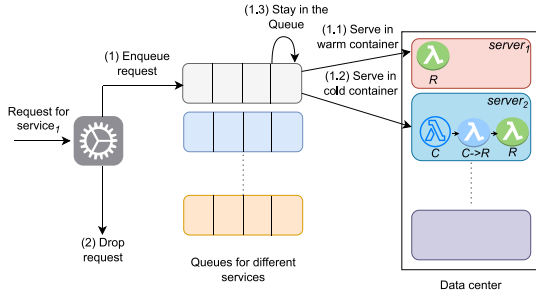 (1.3) Stay in the
Queue
(1) Enqueue
request
(1.1) Serve in
warm container
(1.2) Serve in
cold container
server1
R
server2
C
C->R
R
Request for
service1
(2) Drop
request
Queues for different
services
Data center